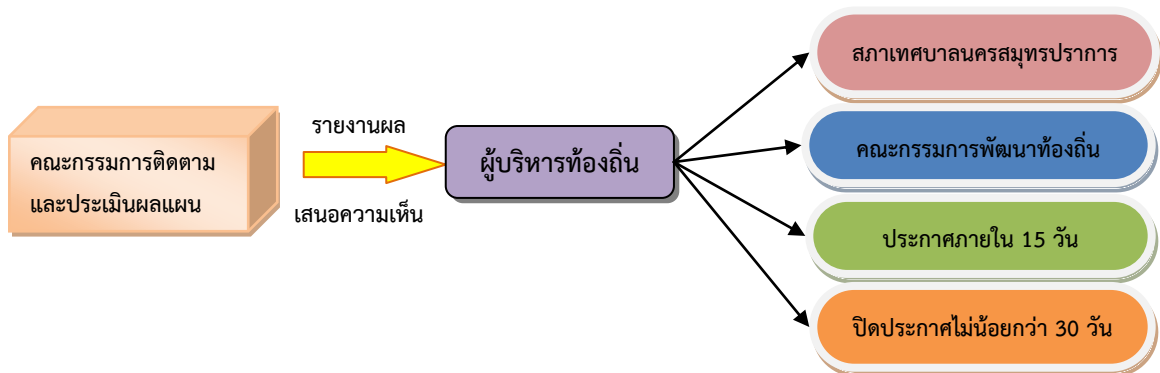 คณะกรรมการติดตาม
และประเมินผลแผน
รายงานผล
เสนอความเห็น
ผู้บริหารท้องถิ่น
สภาเทศบาลนครสมุทรปราการ
คณะกรรมการพัฒนาท้องถิ่น
ประกาศภายใน 15 วัน
ปิดประกาศไม่น้อยกว่า 30 วัน